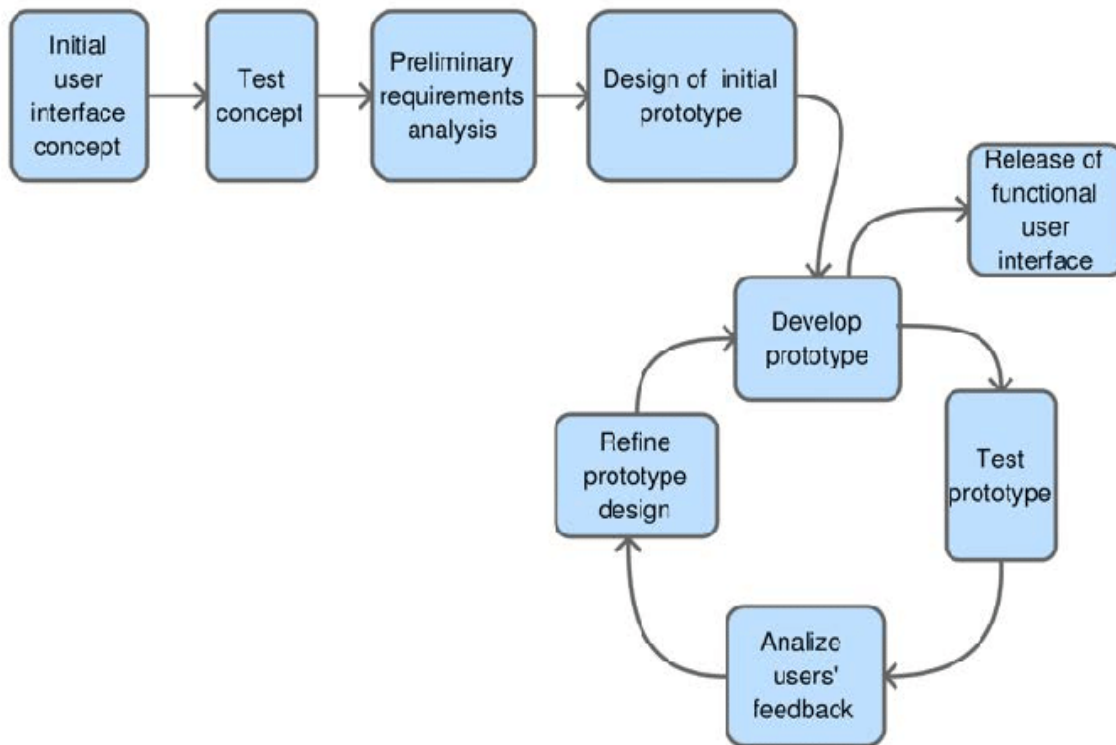 Initial
user
interface
concept
Test
concept
Preliminary
requirements
analysis
Design of initial
prototype
Release of
functional
user
interface
Develop
prototype
Test
prototype
Analize
users'
feedback
Refine
prototype
design